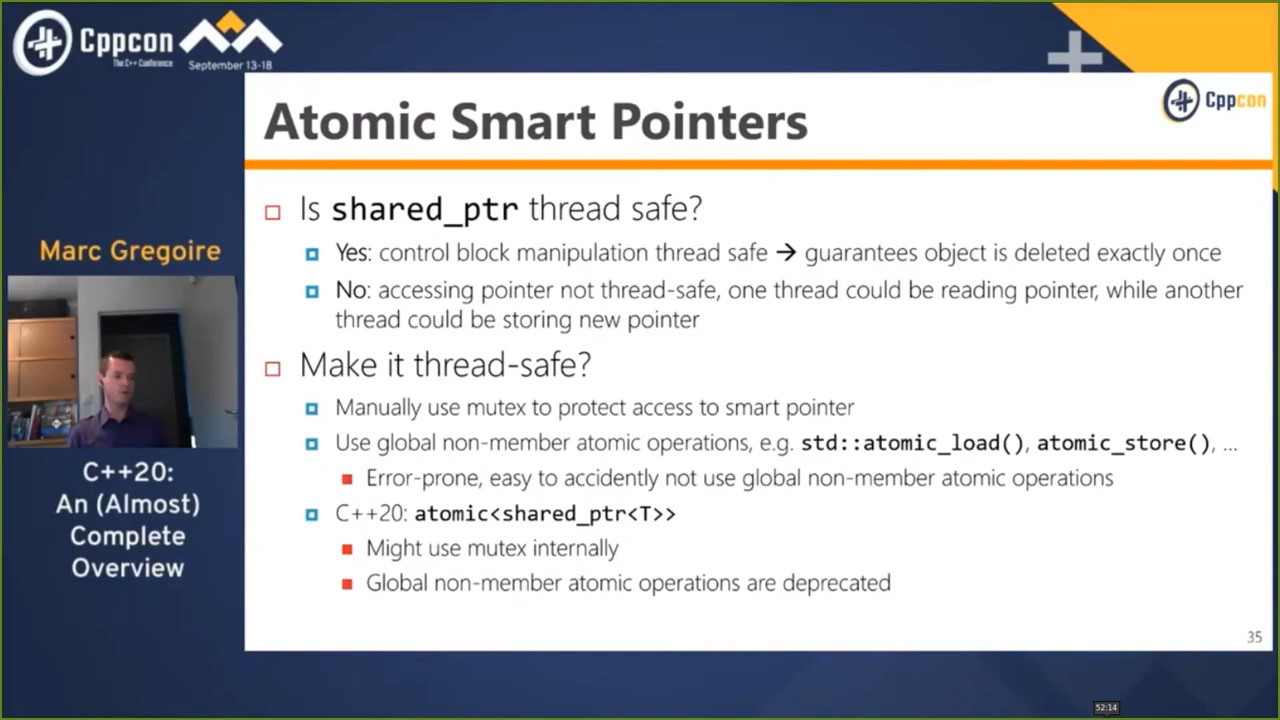 Cppcon
The C++ Conference
September 13-18
Cppcon
Atomic Smart Pointers
Is shared_ptr thread safe?
Yes: control block manipulation thread safe → guarantees object is deleted exactly once
No: accessing pointer not thread-safe, one thread could be reading pointer, while another
thread could be storing new pointer
Make it thread-safe?
Manually use mutex to protect access to smart pointer
Use global non-member atomic operations, e.g. std::atomic_load(), atomic_store(), …
Error-prone, easy to accidently not use global non-member atomic operations
C++20: atomic<shared_ptr<T>>
Might use mutex internally
Global non-member atomic operations are deprecated
35
Marc Gregoire
C++20:
An (Almost)
Complete
Overview
52:14